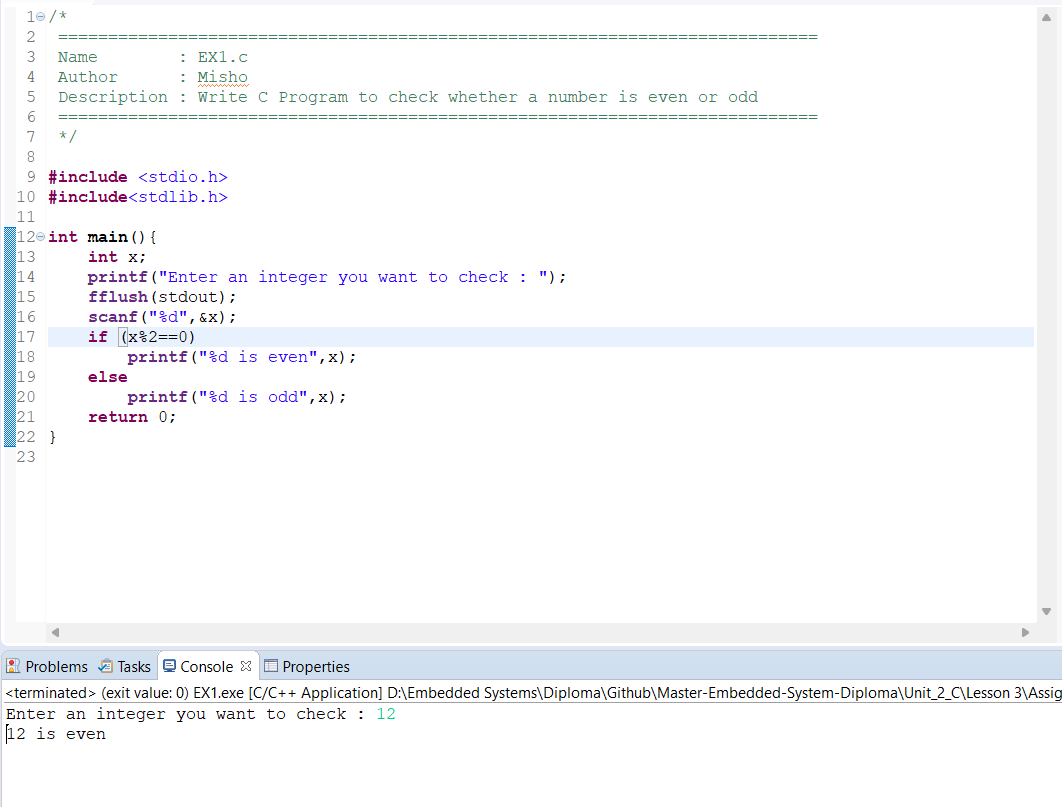 1 /*
2 ============================================================================
3 Name        : EX1.c
4 Author      : Misho
5 Description : Write C Program to check whether a number is even or odd
6 ============================================================================
7 */
8
9 #include <stdio.h>
10 #include<stdlib.h>
11
12 int main(){
13     int x;
14     printf("Enter an integer you want to check : ");
15     fflush(stdout);
16     scanf("%d",&x);
17     if (x%2==0)
18         printf("%d is even",x);
19     else
20         printf("%d is odd",x);
21     return 0;
22 }
23
Problems Tasks Console Properties
<terminated> (exit value: 0) EX1.exe [C/C++ Application] D:\Embedded Systems\Diploma\Github\Master-Embedded-System-Diploma\Unit_2_C\Lesson 3\Assig
Enter an integer you want to check : 12
12 is even